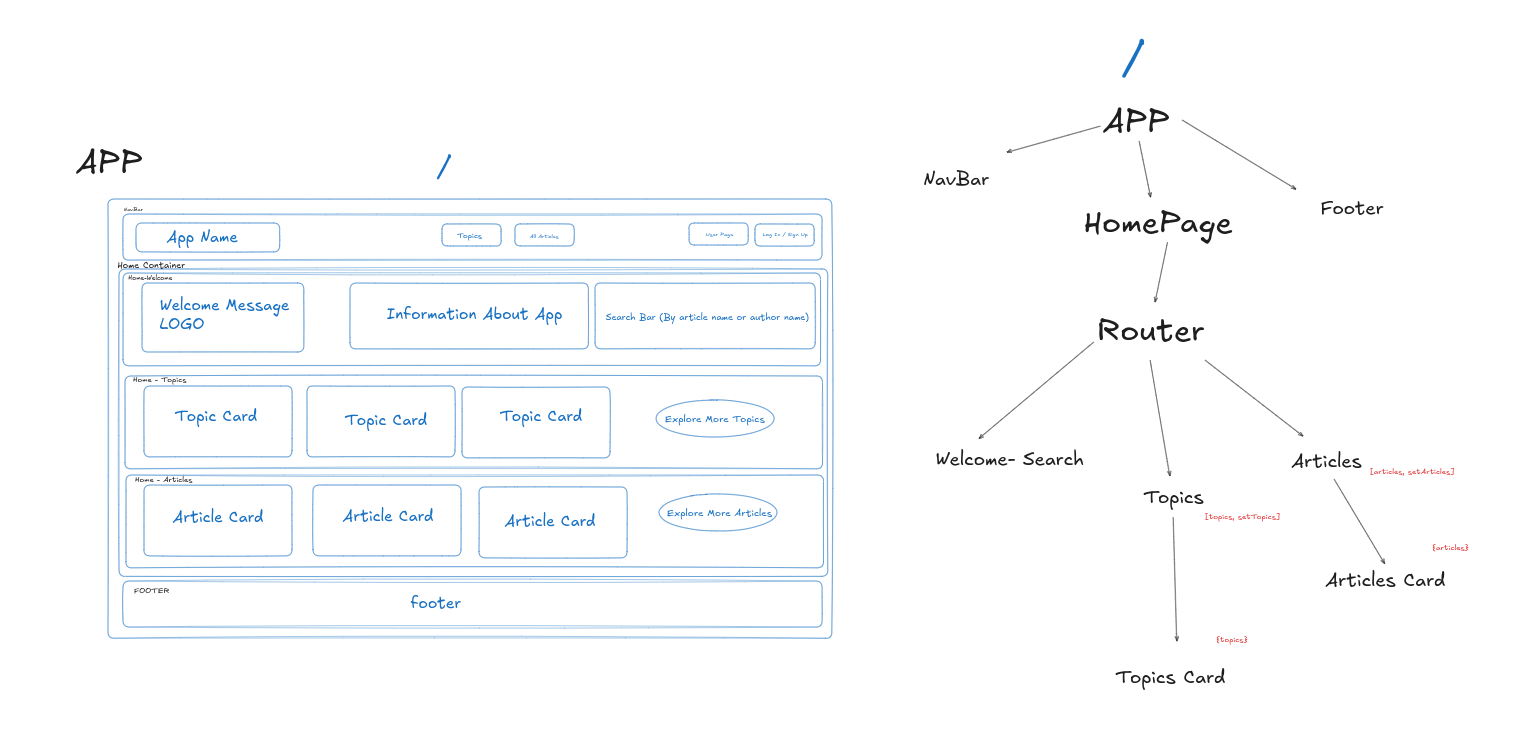 APP
/
NavBar
App Name
Topics
All Articles
User Page
Log In / Sign Up
Home Container
Home-Welcome
Welcome Message
LOGO
Information About App
Search Bar (By article name or author name)
Home - Topics
Topic Card
Topic Card
Topic Card
Explore More Topics
Home - Articles
Article Card
Article Card
Article Card
Explore More Articles
FOOTER
footer
/
APP
NavBar
HomePage
Footer
Router
Welcome- Search
Topics
[topics, setTopics]
Articles
[articles, setArticles]
{articles}
Articles Card
{topics}
Topics Card